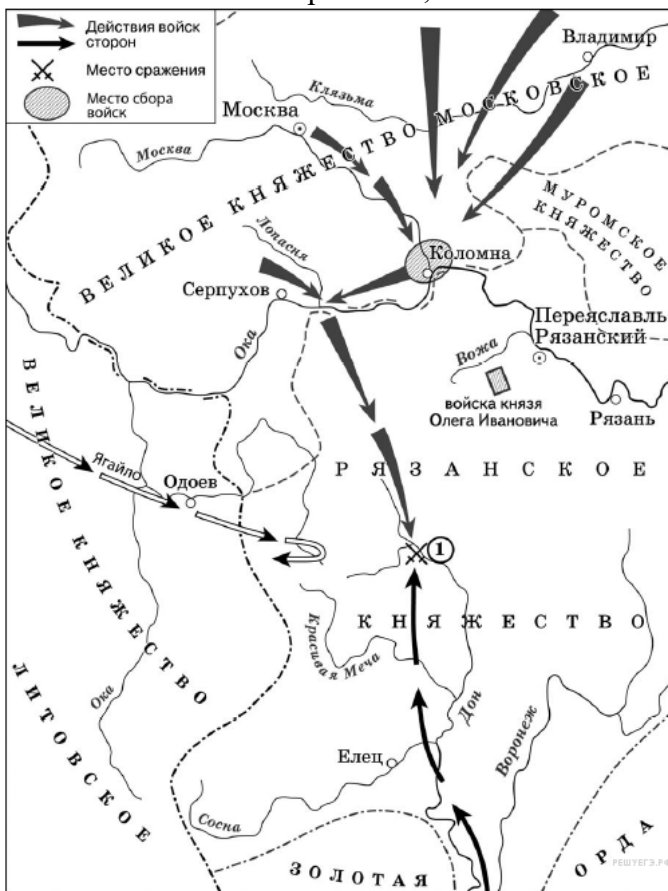 Действия войск
сторон
Место сражения
Место сбора
войск
Владимир
Клязьма
Москва
Москва
ВЕЛИКОЕ КНЯЖЕСТВО МОСКОВСКОЕ
МУРОМСКОЕ
КНЯЖЕСТВО
Лопасня
Коломна
Серпухов
Ока
Переяславль
Рязанский
Вожа
войска князя
Олега Ивановича
Рязань
ВЕЛИКОЕ КНЯЖЕСТВО
ЛИТОВСКОЕ
Ягайло
Одоев
РЯЗАНСКОЕ
1
КНЯЖЕСТВО
Красивая Меча
Дон
Воронеж
Ока
Елец
Сосна
ЗОЛОТАЯ
ОРДА
РЕШУЕГЭ.РФ